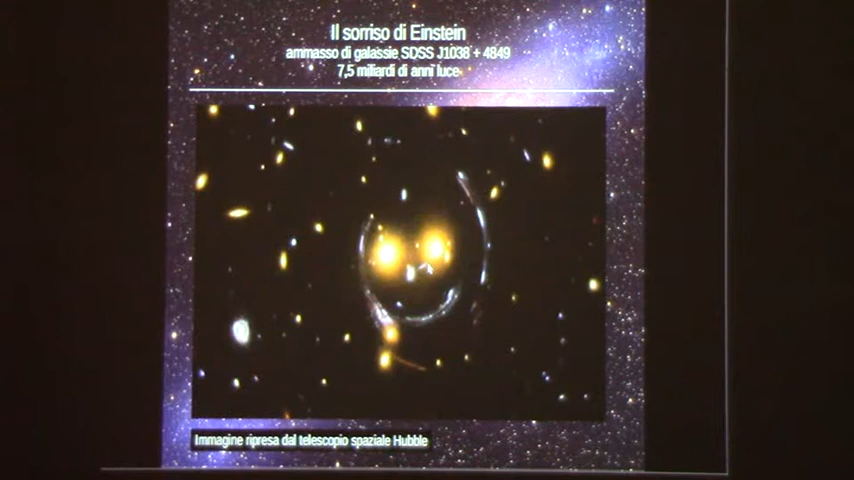 Il sorriso di Einstein
ammasso di galassie SDSS J1038 + 4849
7,5 miliardi di anni luce
Immagine ripresa dal telescopio spaziale Hubble